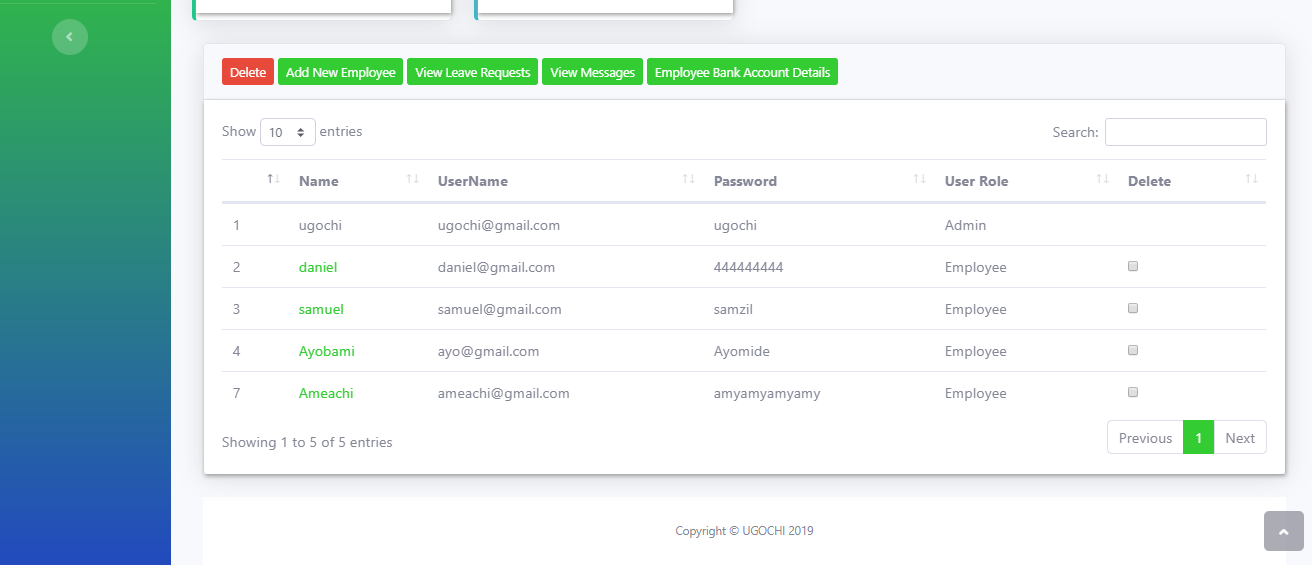 Delete Add New Employee View Leave Requests View Messages Employee Bank Account Details
Show 10 entries Search:
Name UserName Password User Role Delete
1 ugochi ugochi@gmail.com ugochi Admin
2 daniel daniel@gmail.com 444444444 Employee
3 samuel samuel@gmail.com samzil Employee
4 Ayobami ayo@gmail.com Ayomide Employee
7 Ameachi ameachi@gmail.com amyamyamyamy Employee
Showing 1 to 5 of 5 entries Previous 1 Next
Copyright © UGOCHI 2019